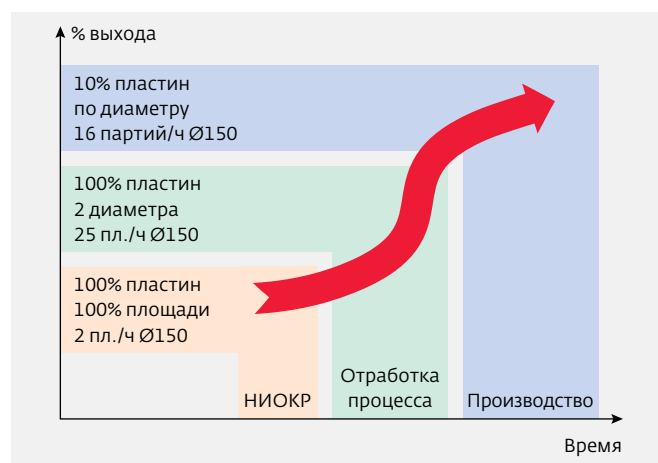 % выхода
10% пластин
по диаметру
16 партий/ч Ø150
100% пластин
2 диаметра
25 пл./ч Ø150
100% пластин
100% площади
2 пл./ч Ø150
НИОКР
Отработка
процесса
Производство
Время